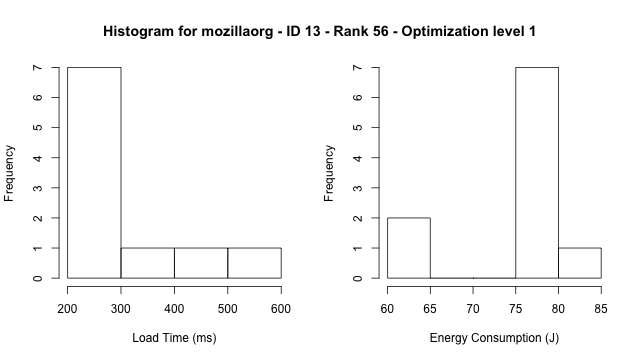 Histogram for mozillaorg - ID 13 - Rank 56 - Optimization level 1
Frequency
7
6
5
4
3
2
1
0
200 300 400 500 600
Load Time (ms)
Frequency
7
6
5
4
3
2
1
0
60 65 70 75 80 85
Energy Consumption (J)